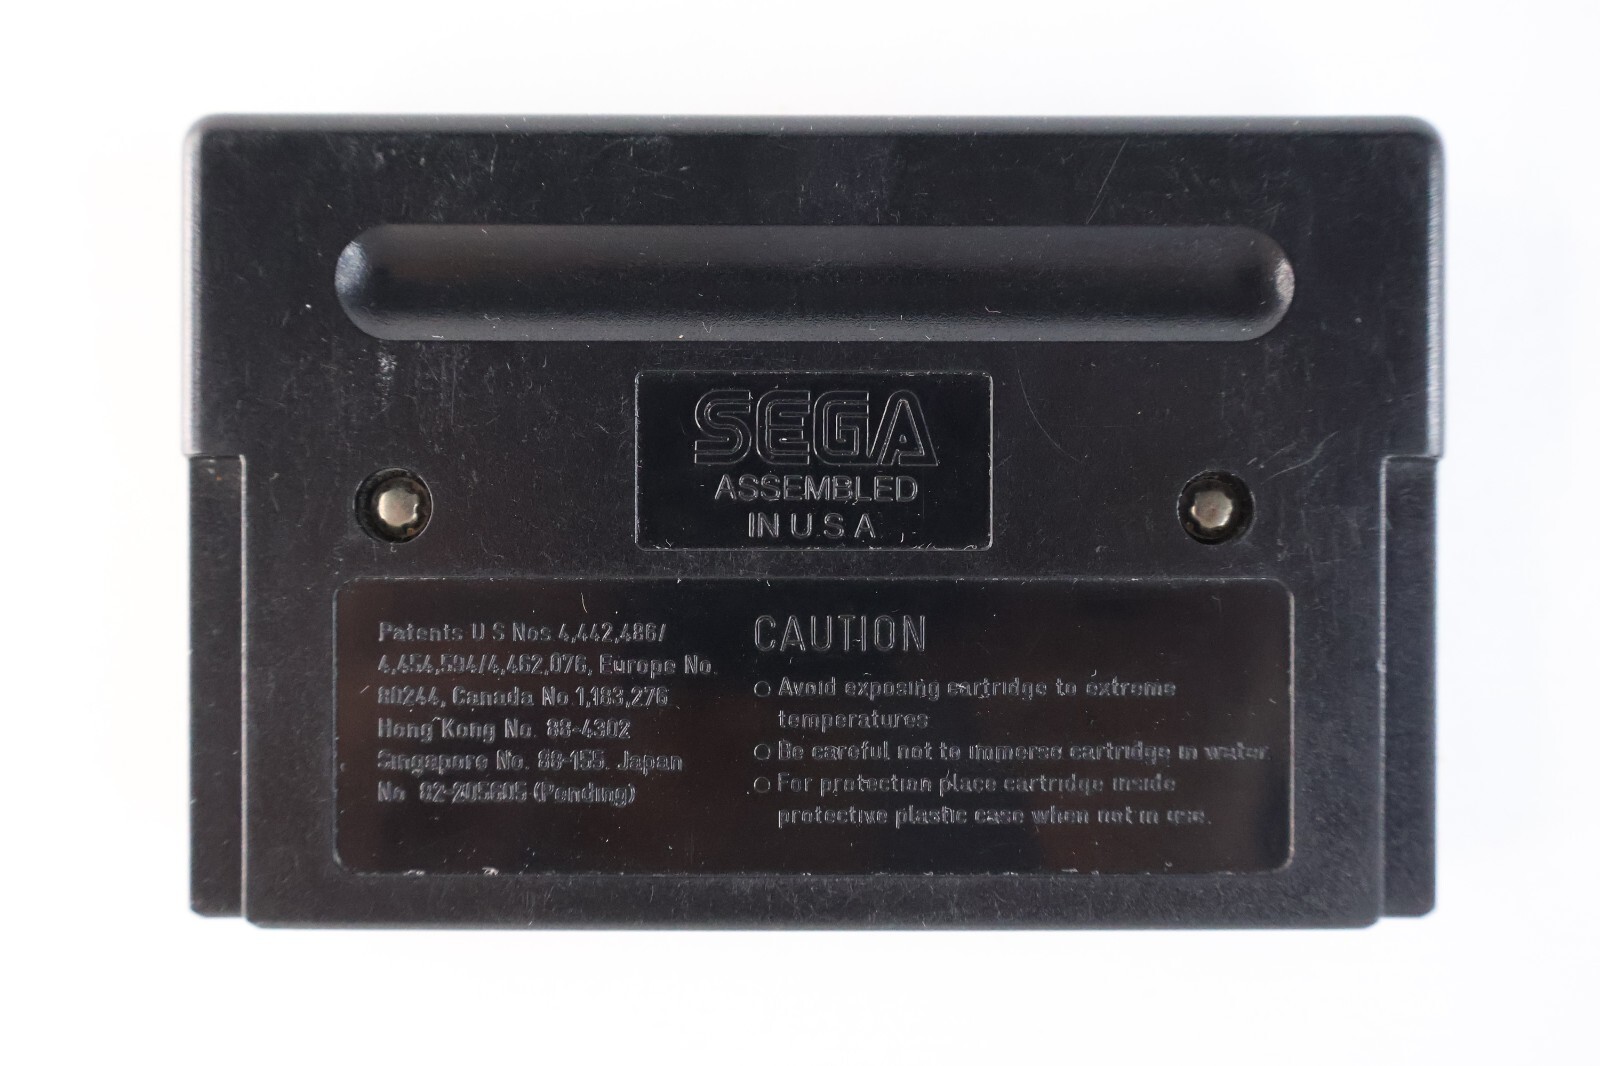 SEGA
ASSEMBLED
IN U.S.A
Patents U S Nos 4,442,486/
4,454,594/4,462,076, Europe No.
80244, Canada No 1,183,276
Hong Kong No. 88-4302
Singapore No. 88-155, Japan
No 82-205605 (Pending)
CAUTION
○ Avoid exposing cartridge to extreme
temperatures
○ Be careful not to immerse cartridge in water
○ For protection place cartridge inside
protective plastic case when not in use.